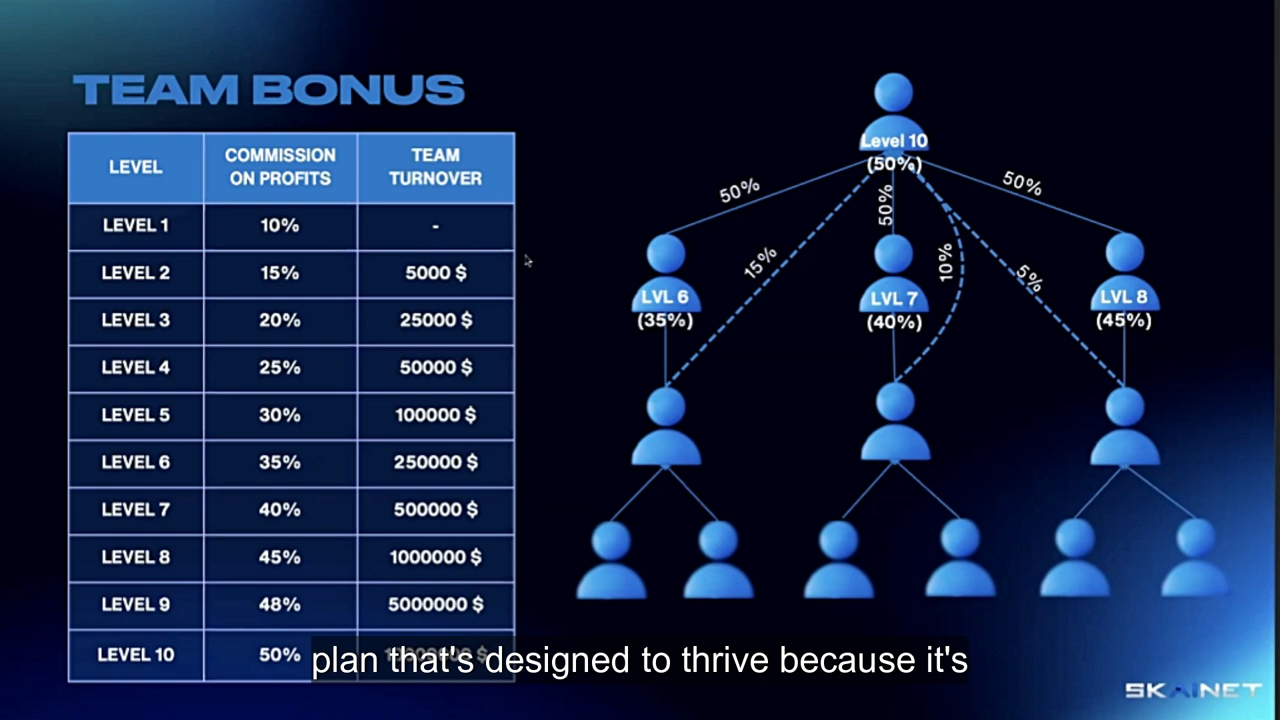 TEAM BONUS
LEVEL COMMISSION ON PROFITS TEAM TURNOVER
LEVEL 1 10% -
LEVEL 2 15% 5000 $
LEVEL 3 20% 25000 $
LEVEL 4 25% 50000 $
LEVEL 5 30% 100000 $
LEVEL 6 35% 250000 $
LEVEL 7 40% 500000 $
LEVEL 8 45% 1000000 $
LEVEL 9 48% 5000000 $
LEVEL 10 50%
Level 10
(50%)
50% 50% 50%
15% 10% 5%
LVL 6 LVL 7 LVL 8
(35%) (40%) (45%)
plan that's designed to thrive because it's
SKAINET